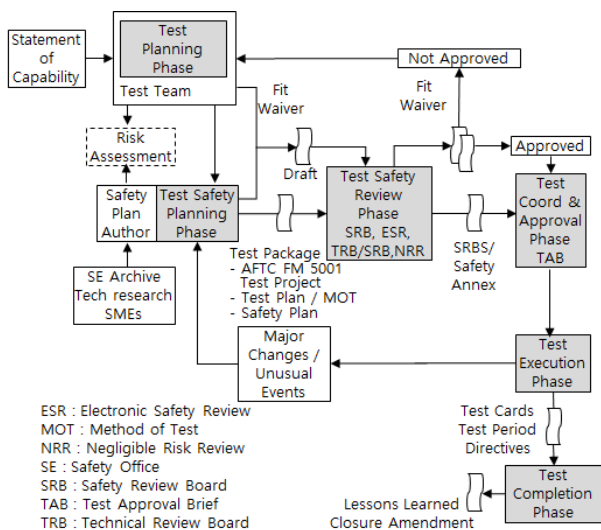 Statement
of
Capability
Test
Planning
Phase
Test Team
Not Approved
Fit
Waiver
Fit
Waiver
Risk
Assessment
Draft
Approved
Safety
Plan
Author
Test Safety
Planning
Phase
Test Safety
Review
Phase
SRB, ESR,
TRB/SRB,NRR
Test
Coord &
Approval
Phase
TAB
SRBS/
Safety
Annex
SE Archive
Tech research
SMEs
Test Package
- AFTC FM 5001
Test Project
- Test Plan / MOT
- Safety Plan
Major
Changes /
Unusual
Events
Test
Execution
Phase
Test Cards
Test Period
Directives
Test
Completion
Phase
Lessons Learned
Closure Amendment
ESR : Electronic Safety Review
MOT : Method of Test
NRR : Negligible Risk Review
SE : Safety Office
SRB : Safety Review Board
TAB : Test Approval Brief
TRB : Technical Review Board